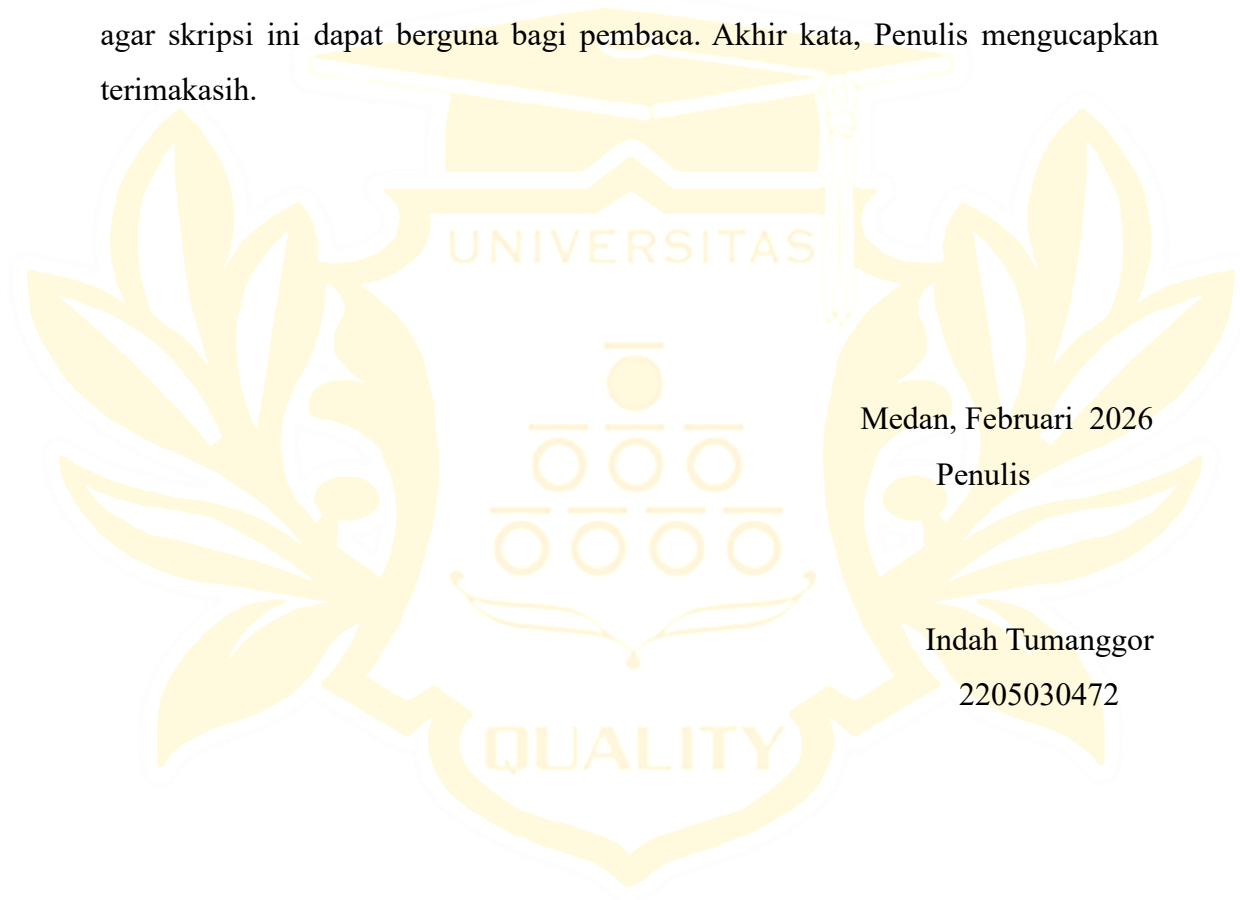 agar skripsi ini dapat berguna bagi pembaca. Akhir kata, Penulis mengucapkan
terimakasih.
UNIVERSITAS
Medan, Februari 2026
Penulis
Indah Tumanggor
2205030472
QUALITY